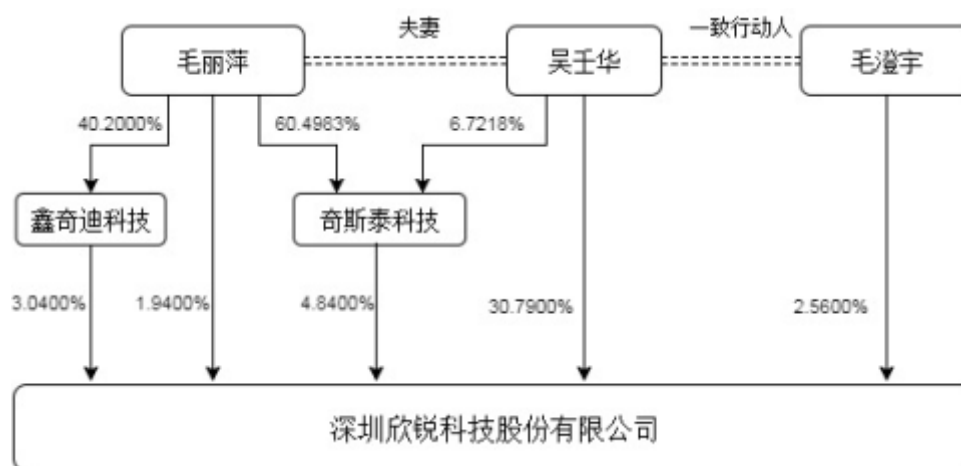 夫妻
一致行动人
毛丽萍
吴壬华
毛澄宇
40.2000%
60.4983%
6.7218%
鑫奇迪科技
奇斯泰科技
3.0400%
1.9400%
4.8400%
30.7900%
2.5600%
深圳欣锐科技股份有限公司